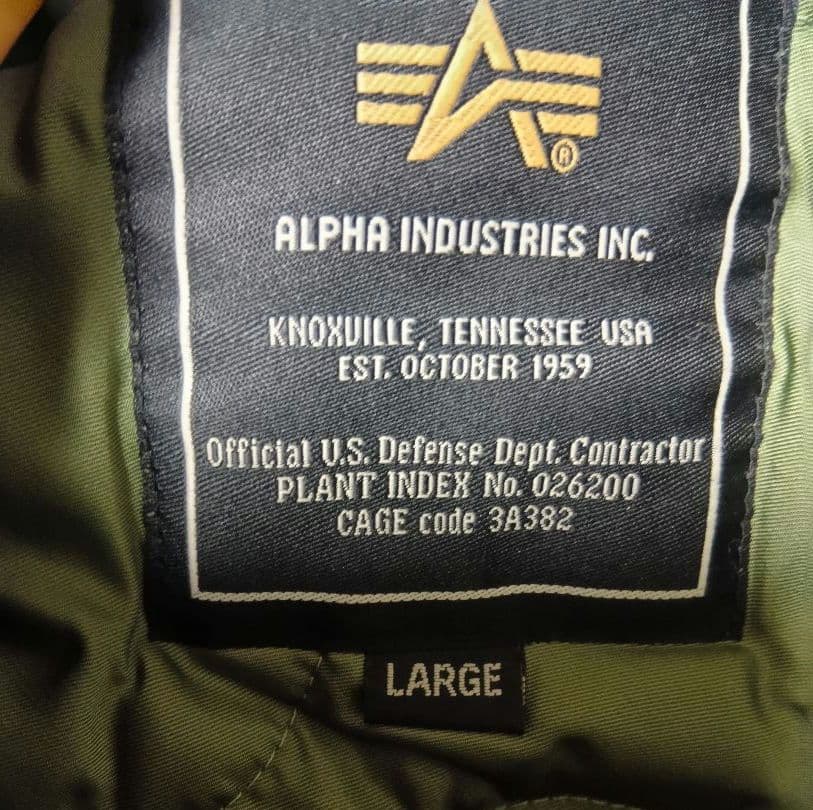 ®
ALPHA INDUSTRIES INC.
KNOXVILLE, TENNESSEE USA
EST. OCTOBER 1959
Official U.S. Defense Dept. Contractor
PLANT INDEX No. 026200
CAGE code 3A382
LARGE